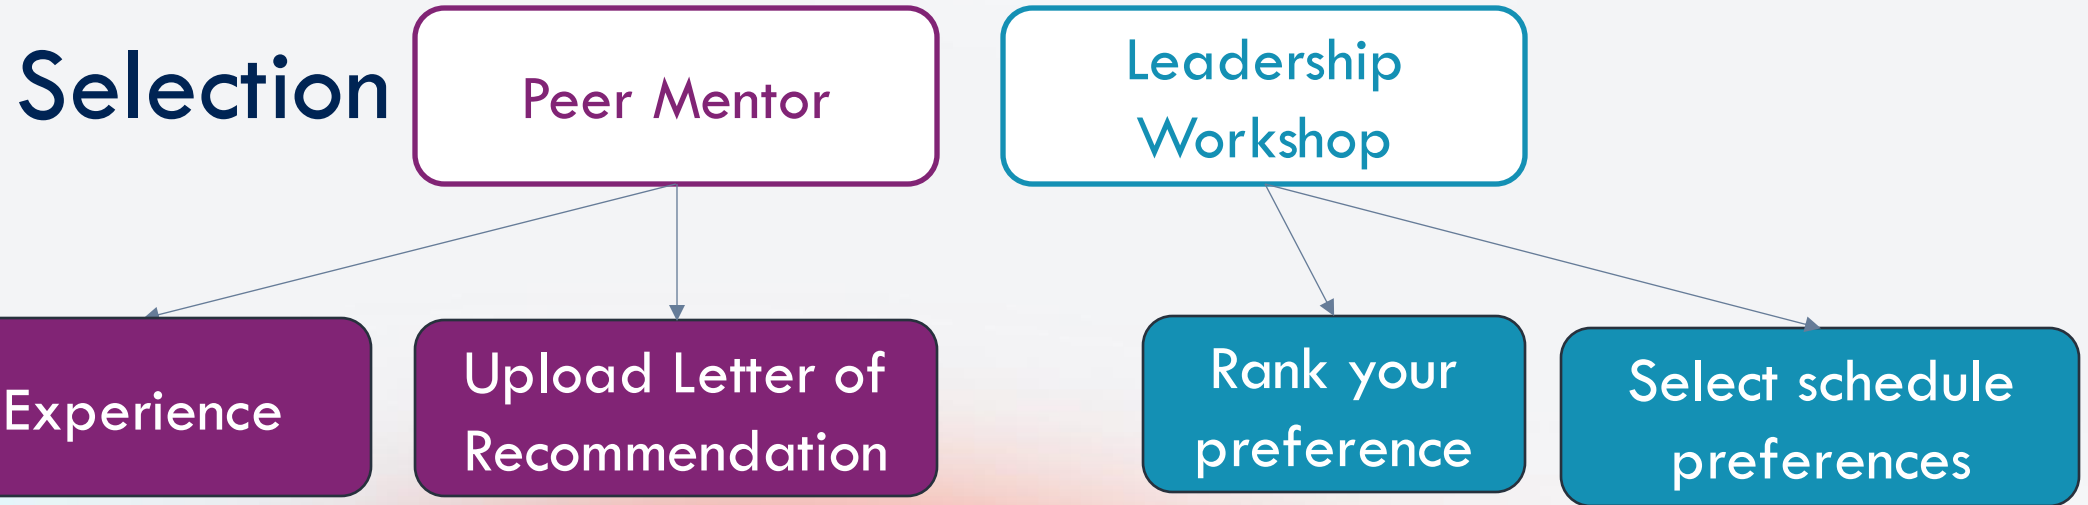 Selection
Peer Mentor
Leadership
Workshop
Experience
Upload Letter of
Recommendation
Rank your
preference
Select schedule
preferences